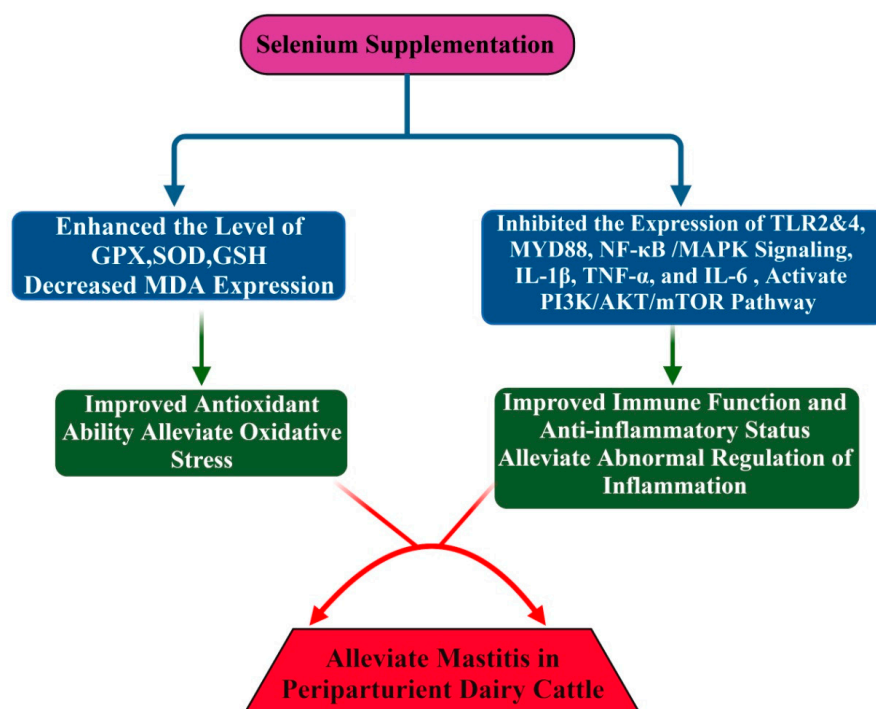 Selenium Supplementation
Enhanced the Level of
GPX,SOD,GSH
Decreased MDA Expression
Inhibited the Expression of TLR2&4,
MYD88, NF-κB /MAPK Signaling,
IL-1β, TNF-α, and IL-6 , Activate
PI3K/AKT/mTOR Pathway
Improved Antioxidant
Ability Alleviate Oxidative
Stress
Improved Immune Function and
Anti-inflammatory Status
Alleviate Abnormal Regulation of
Inflammation
Alleviate Mastitis in
Periparturient Dairy Cattle